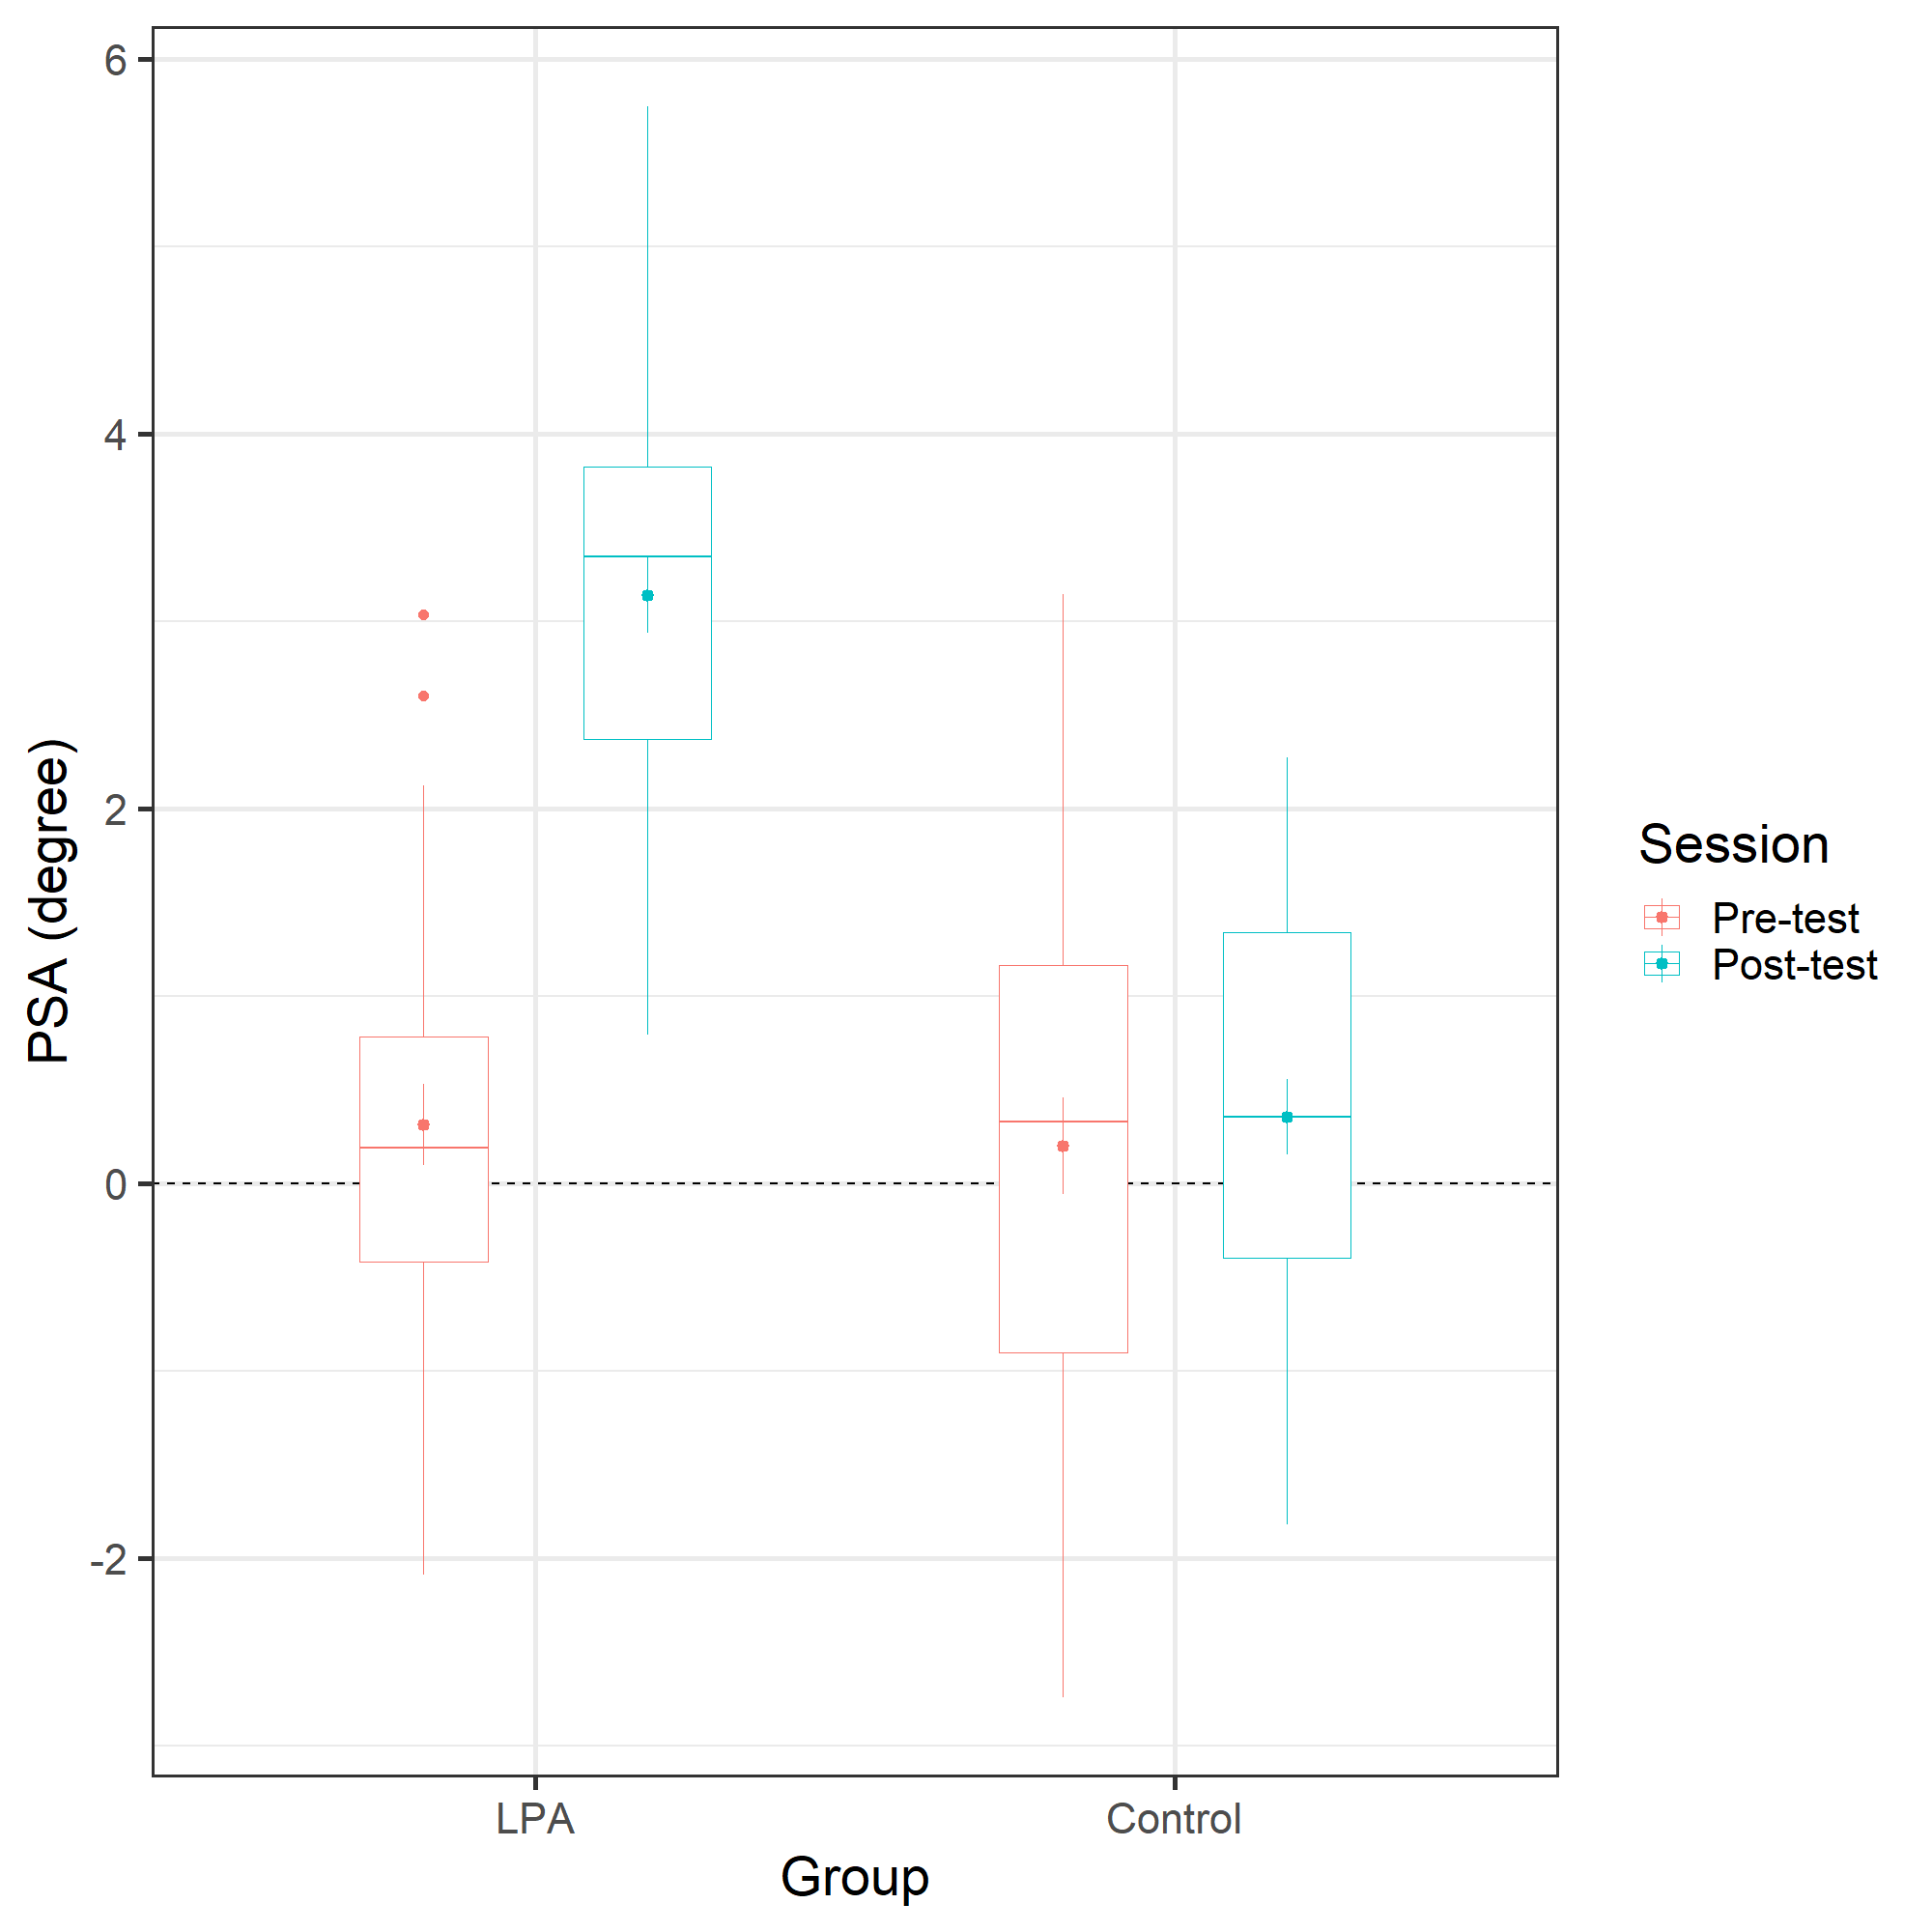 6
4
2
0
-2
PSA (degree)
LPA
Control
Group
Session
Pre-test
Post-test